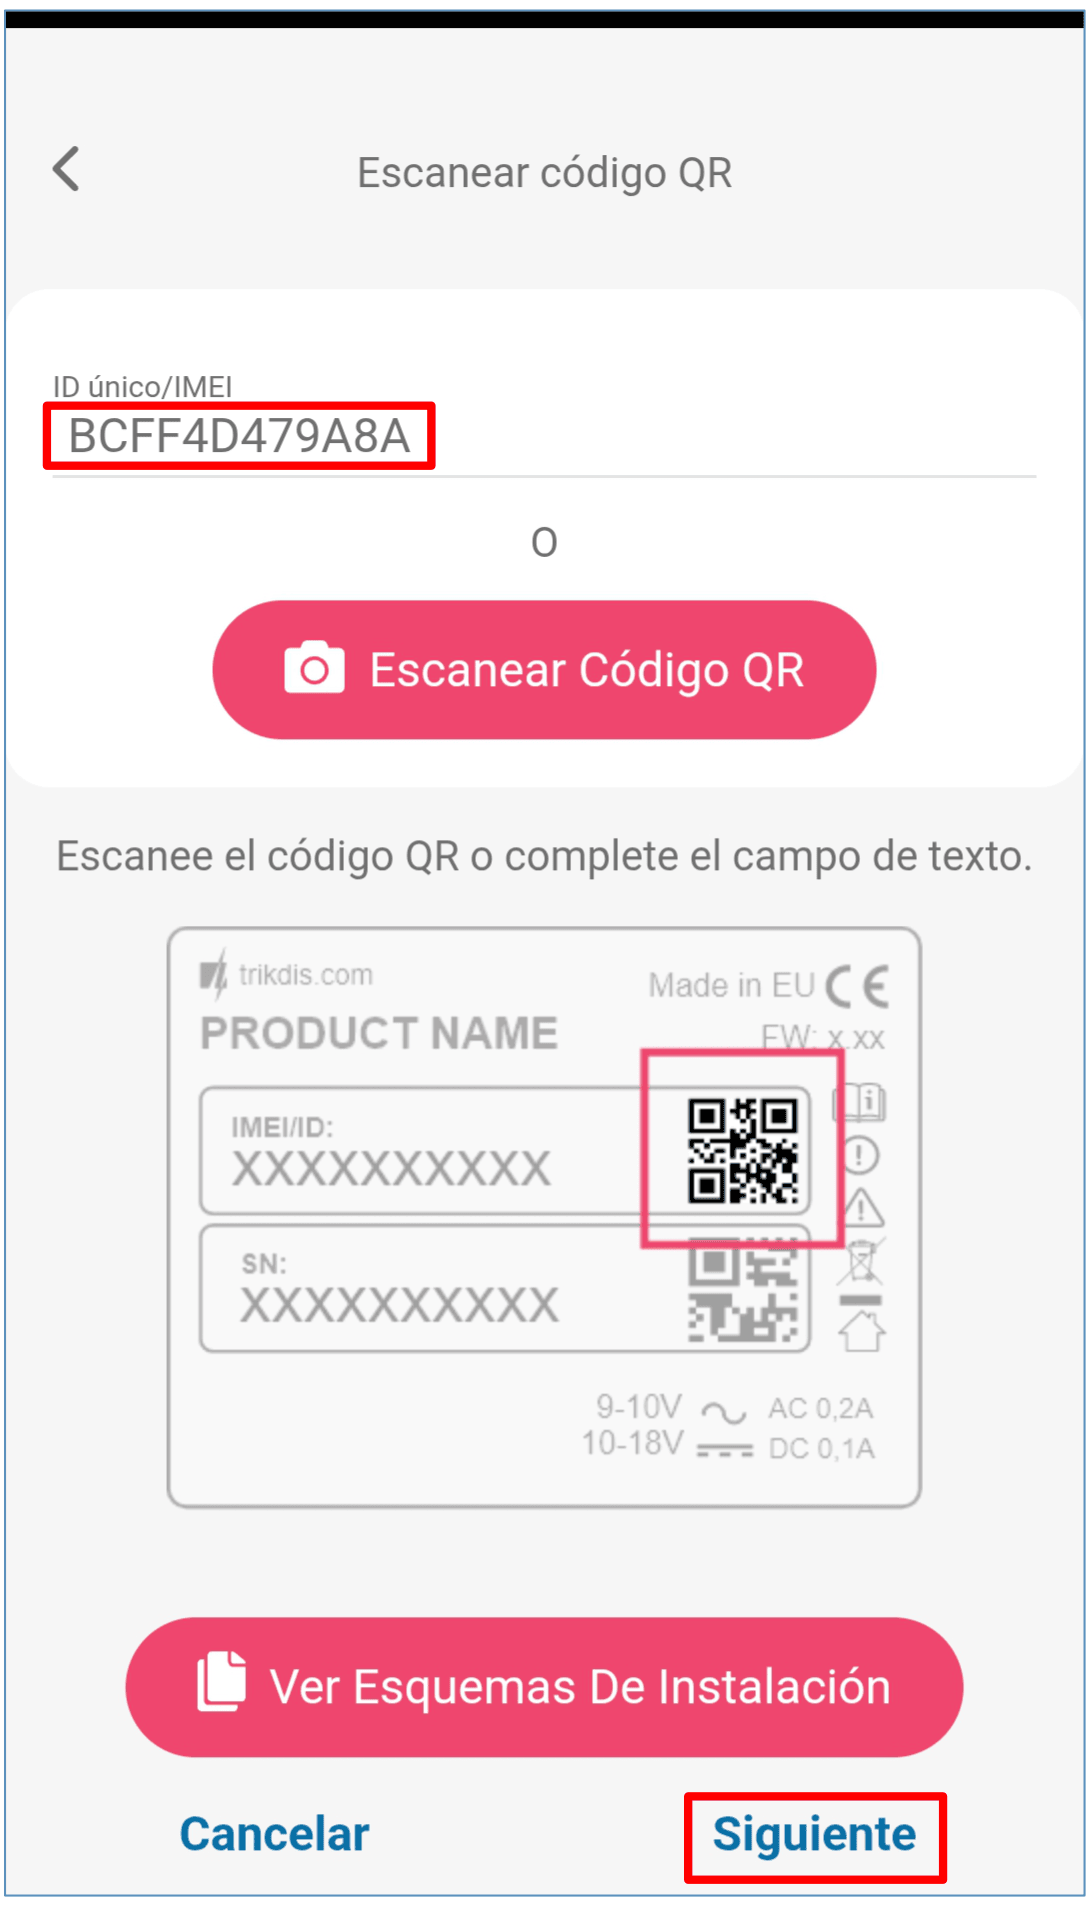 Escanear código QR
ID único/IMEI
BCFF4D479A8A
O
Escanear Código QR
Escanee el código QR o complete el campo de texto.
trikdis.com
Made in EU CE
PRODUCT NAME
FW: x.xx
IMEI/ID:
XXXXXXXXXX
SN:
XXXXXXXXXX
9-10V AC 0,2A
10-18V DC 0,1A
Ver Esquemas De Instalación
Cancelar
Siguiente